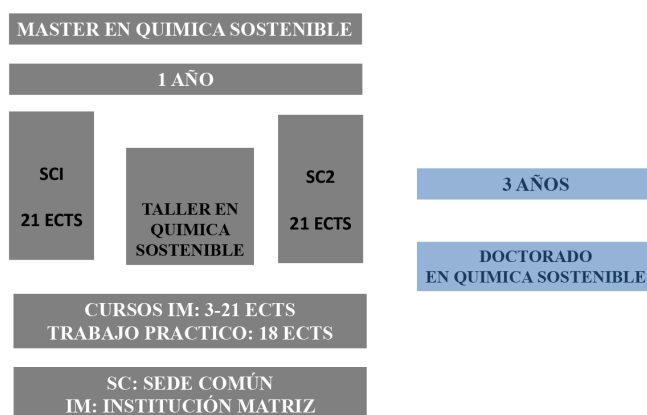 MASTER EN QUIMICA SOSTENIBLE
1 AÑO
SCI
21 ECTS
TALLER EN
QUIMICA
SOSTENIBLE
SC2
21 ECTS
CURSOS IM: 3-21 ECTS
TRABAJO PRACTICO: 18 ECTS
SC: SEDE COMÚN
IM: INSTITUCIÓN MATRIZ
3 AÑOS
DOCTORADO
EN QUIMICA SOSTENIBLE